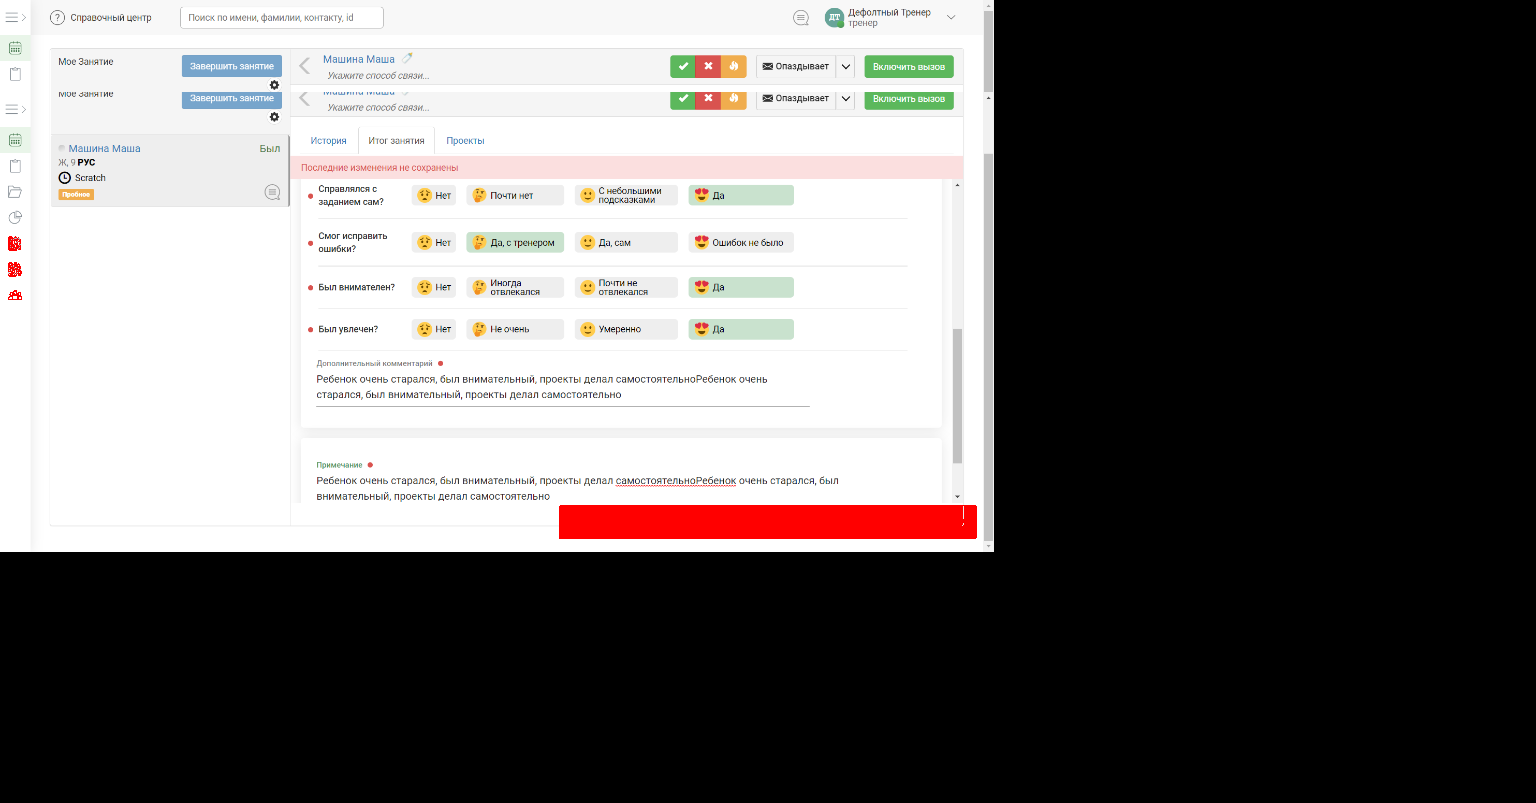 Справочный центр
Поиск по имени, фамилии, контакту, id
ДТ
Дефолтный Тренер
тренер
Мое Занятие
Завершить занятие
Машина Маша
Укажите способ связи...
Опаздывает
Включить вызов
Мое Занятие
Завершить занятие
Машина Маша
Укажите способ связи...
Опаздывает
Включить вызов
Машина Маша
Был
Ж, 9 РУС
Scratch
Пробное
История
Итог занятия
Проекты
Последние изменения не сохранены
Справлялся с
заданием сам?
Нет
Почти нет
С небольшими
подсказками
Да
Смог исправить
ошибки?
Нет
Да, с тренером
Да, сам
Ошибок не было
Был внимателен?
Нет
Иногда
отвлекался
Почти не
отвлекался
Да
Был увлечен?
Нет
Не очень
Умеренно
Да
Дополнительный комментарий
Ребенок очень старался, был внимательный, проекты делал самостоятельноРебенок очень
старался, был внимательный, проекты делал самостоятельно
Примечание
Ребенок очень старался, был внимательный, проекты делал самостоятельноРебенок очень старался, был
внимательный, проекты делал самостоятельно